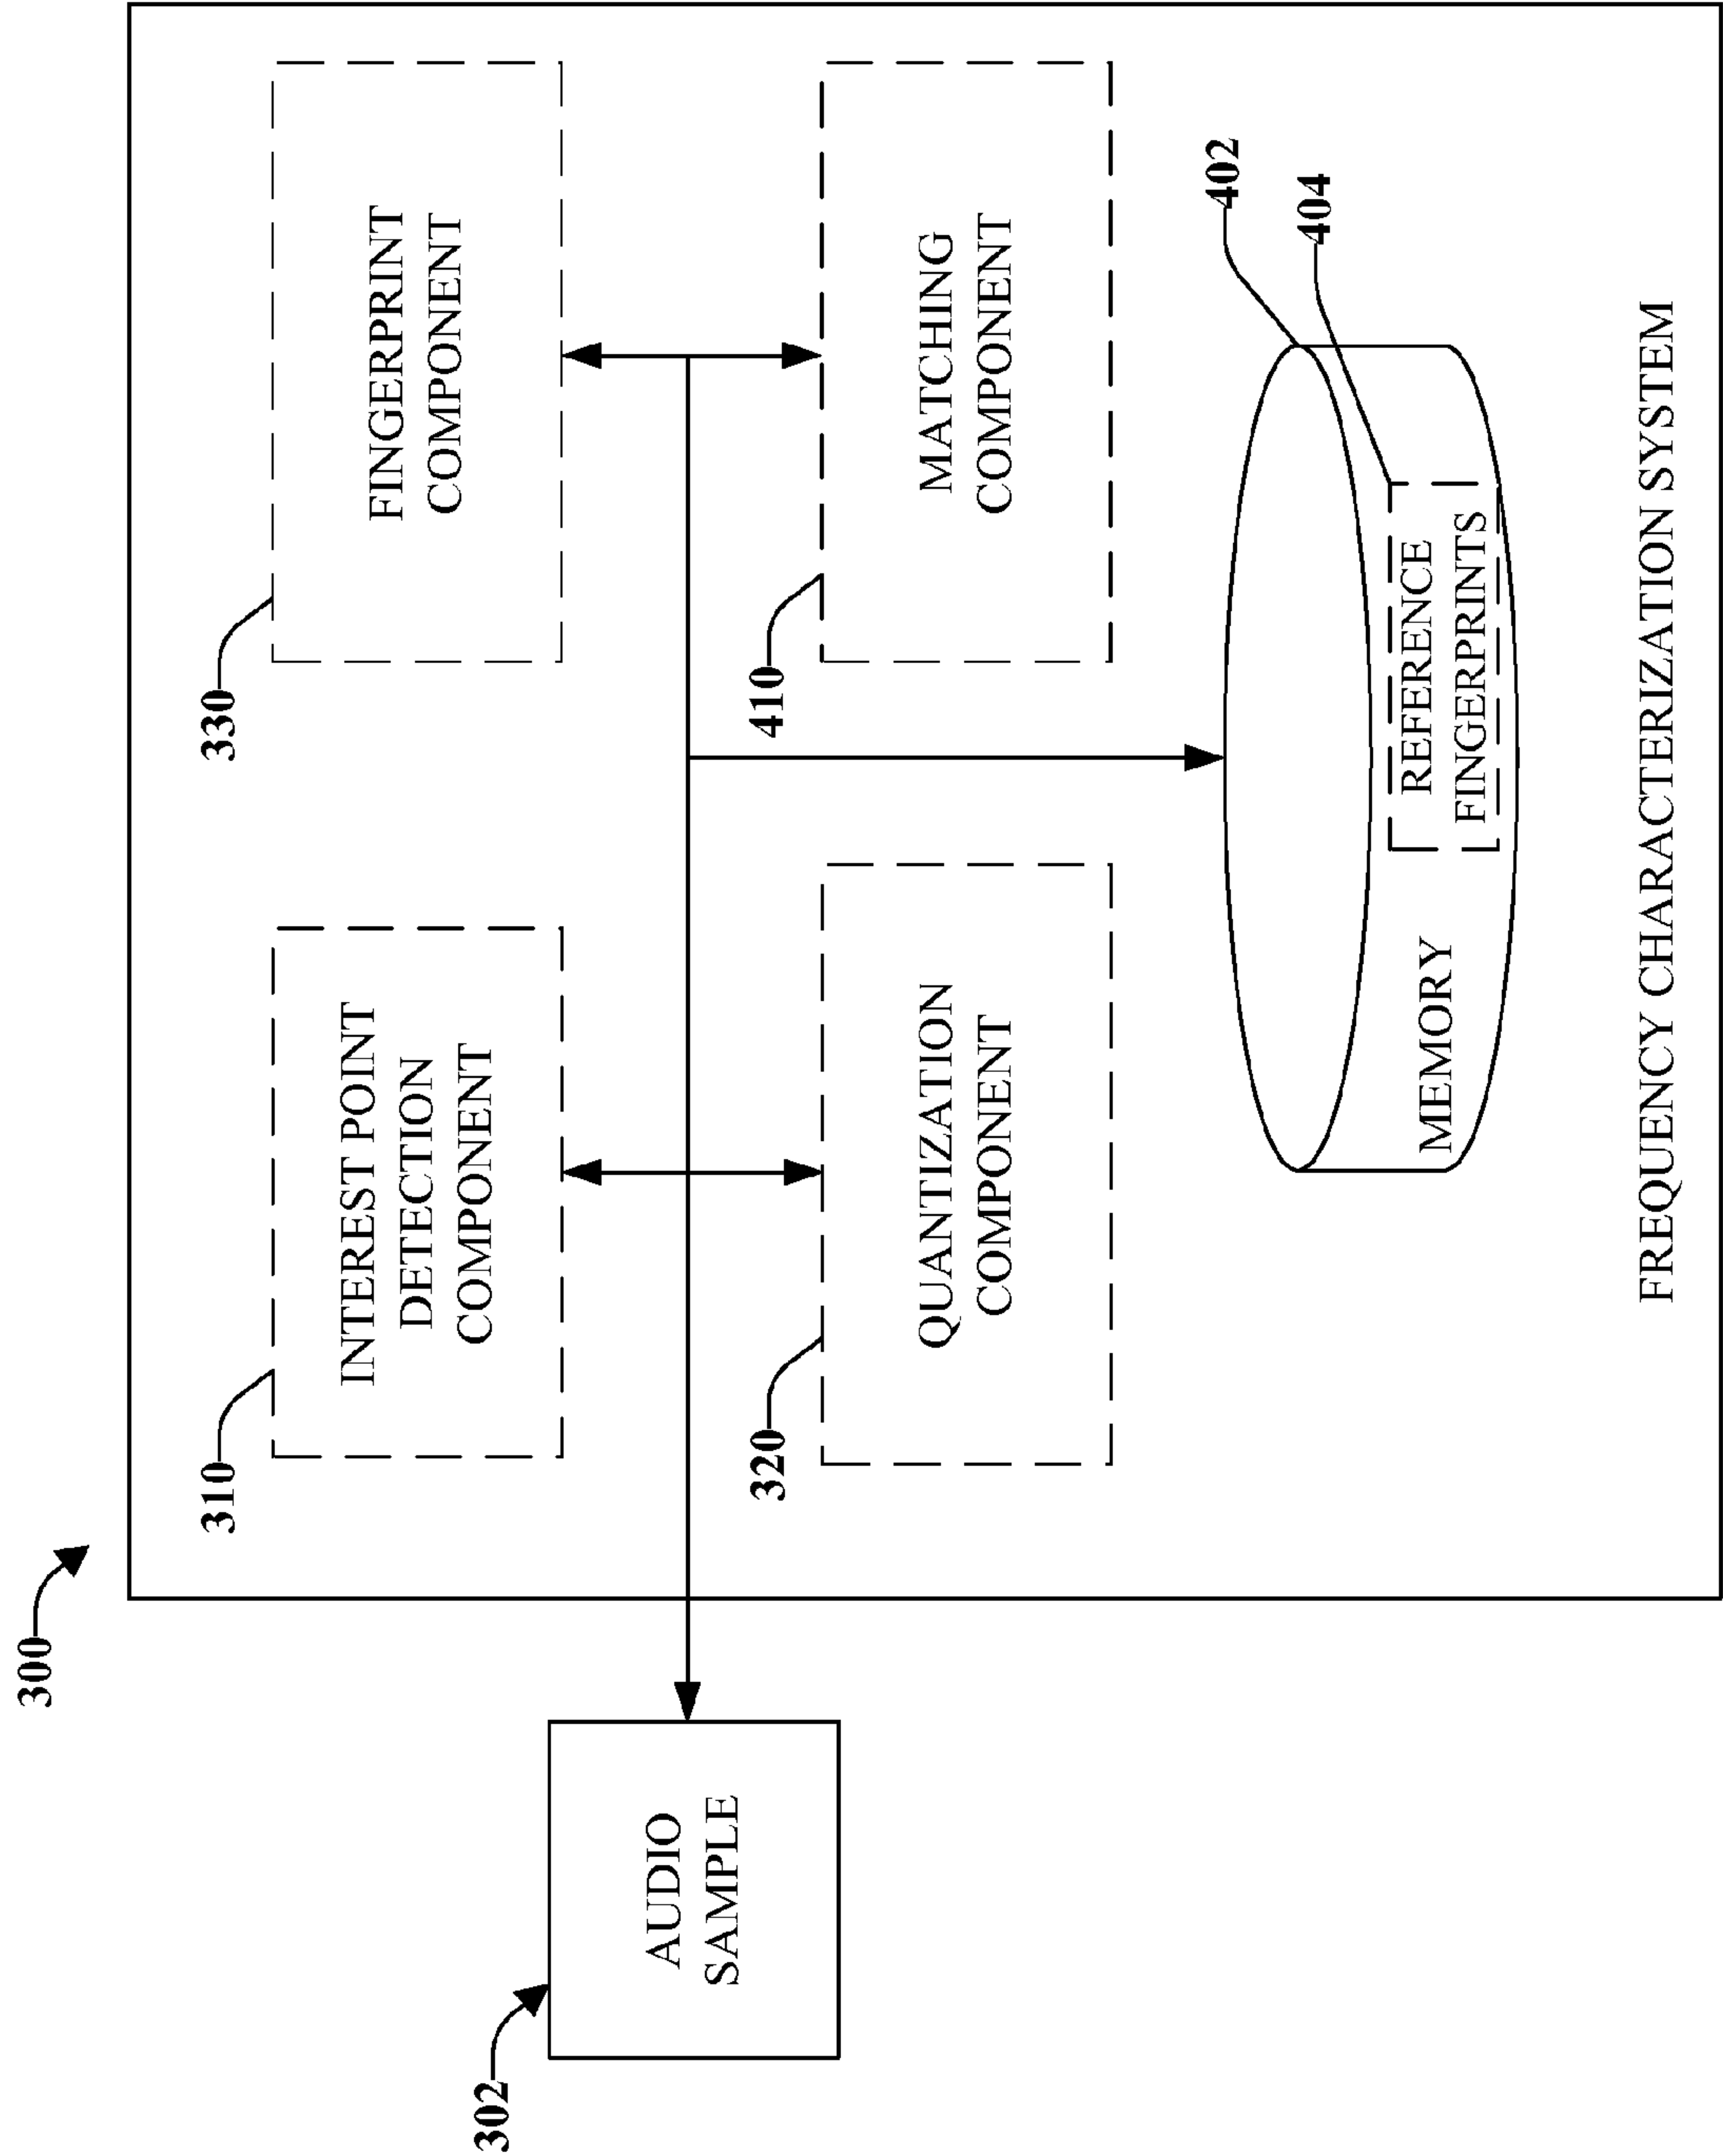 300
310
INTEREST POINT
DETECTION
COMPONENT
330
FINGERPRINT
COMPONENT
302
AUDIO
SAMPLE
320
QUANTIZATION
COMPONENT
410
MATCHING
COMPONENT
402
404
MEMORY
REFERENCE
FINGERPRINTS
FREQUENCY CHARACTERIZATION SYSTEM